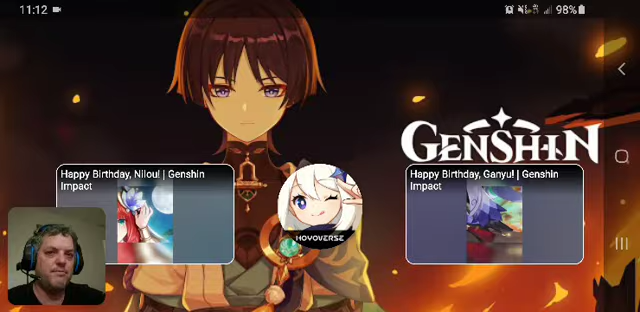 11:12
98%
GENSHIN
Happy Birthday, Nilou! | Genshin
Impact
Happy Birthday, Ganyu! | Genshin
Impact
HOYOVERSE